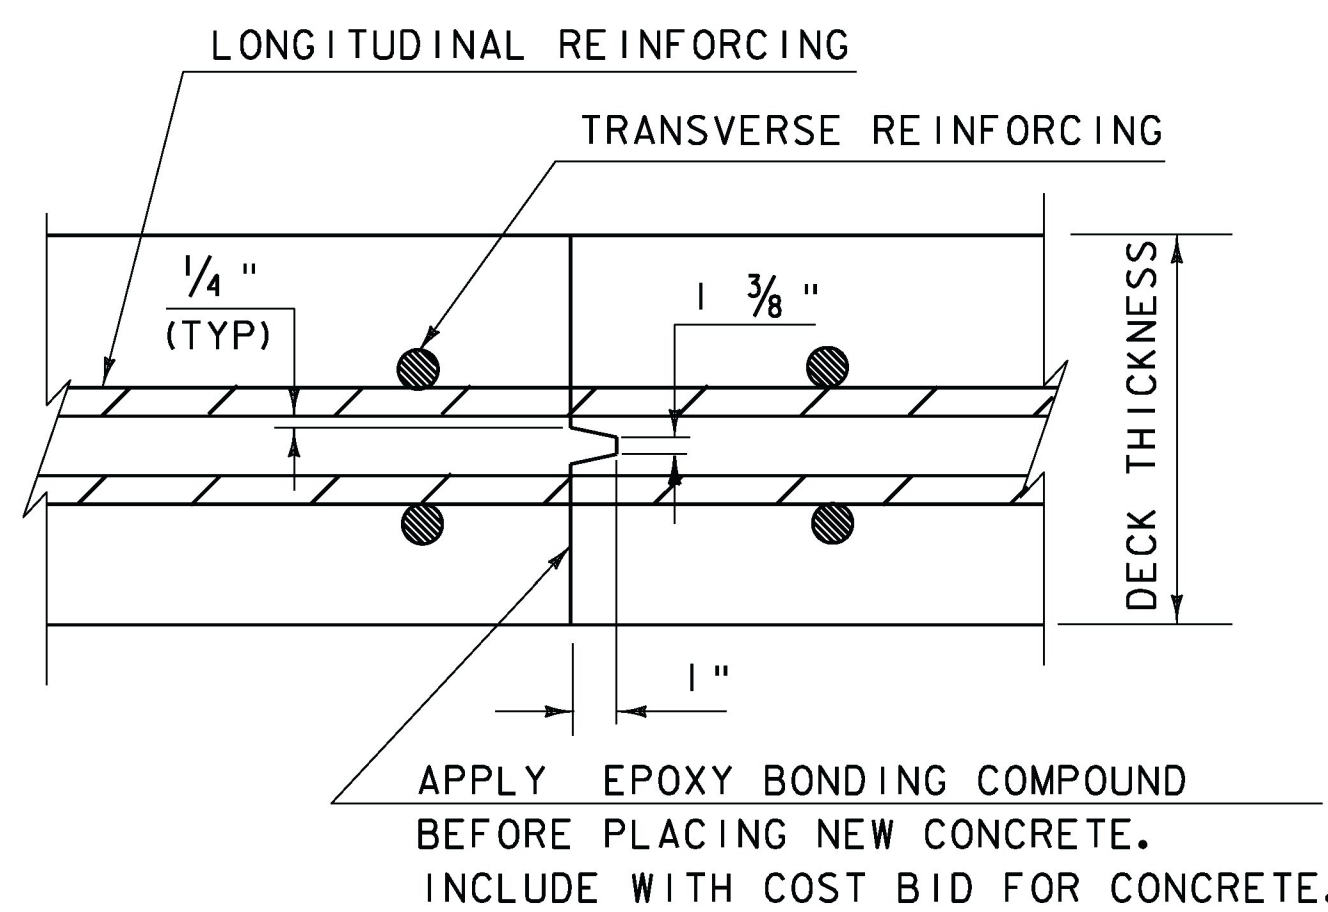 LONGITUDINAL REINFORCING
TRANSVERSE REINFORCING
1/4 "
(TYP)
1 3/8 "
DECK THICKNESS
1 "
APPLY EPOXY BONDING COMPOUND
BEFORE PLACING NEW CONCRETE.
INCLUDE WITH COST BID FOR CONCRETE.